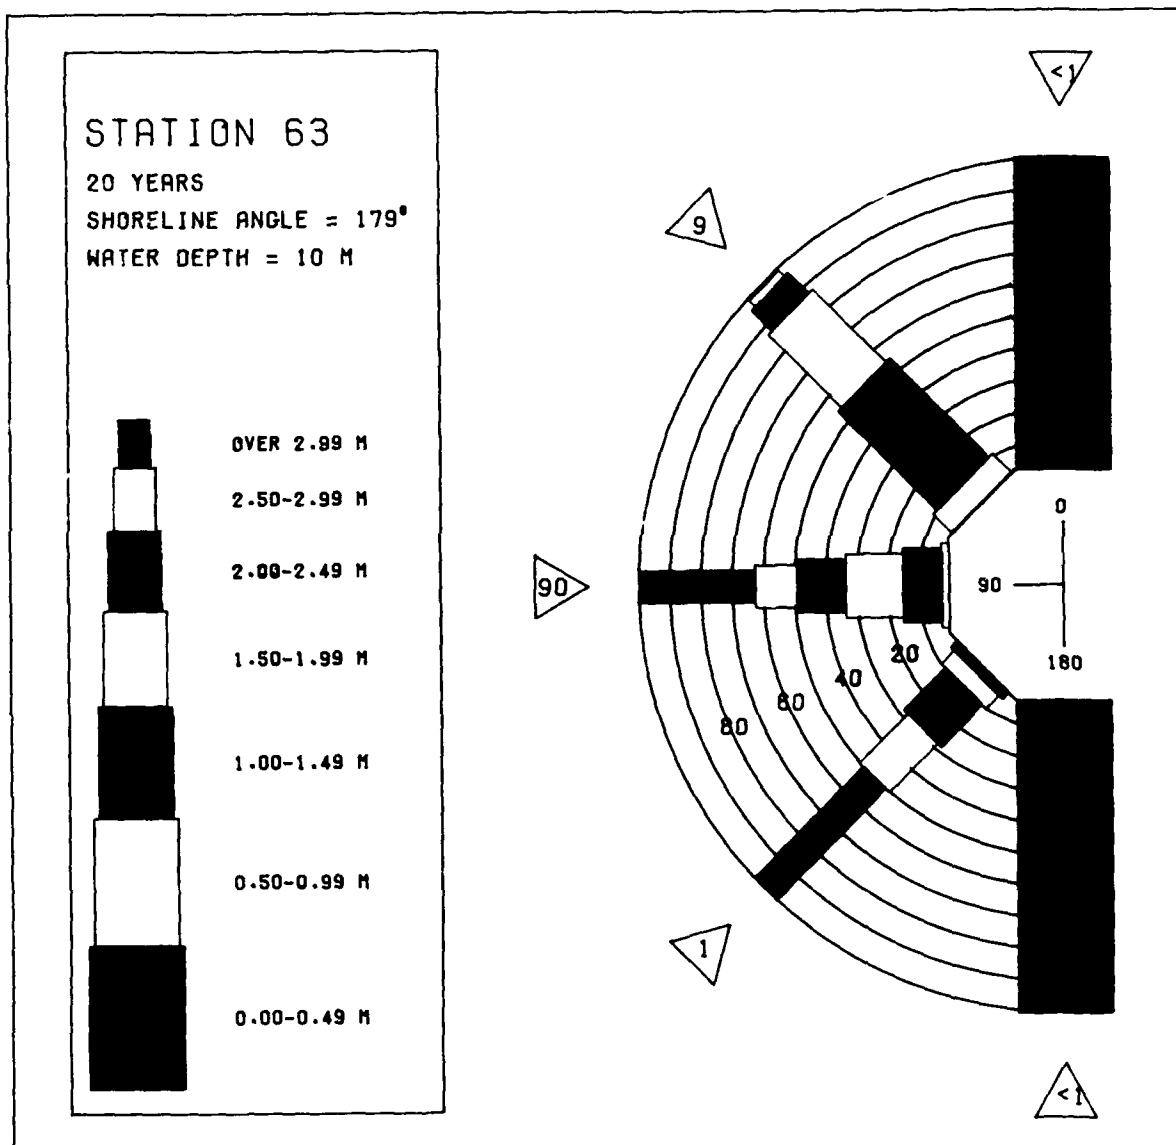 STATION 63
20 YEARS
SHORELINE ANGLE = 179°
WATER DEPTH = 10 M
OVER 2.99 M
2.50-2.99 M
2.00-2.49 M
1.50-1.99 M
1.00-1.49 M
0.50-0.99 M
0.00-0.49 M
<1
9
90
1
<1
0
90
180
20
40
60
80